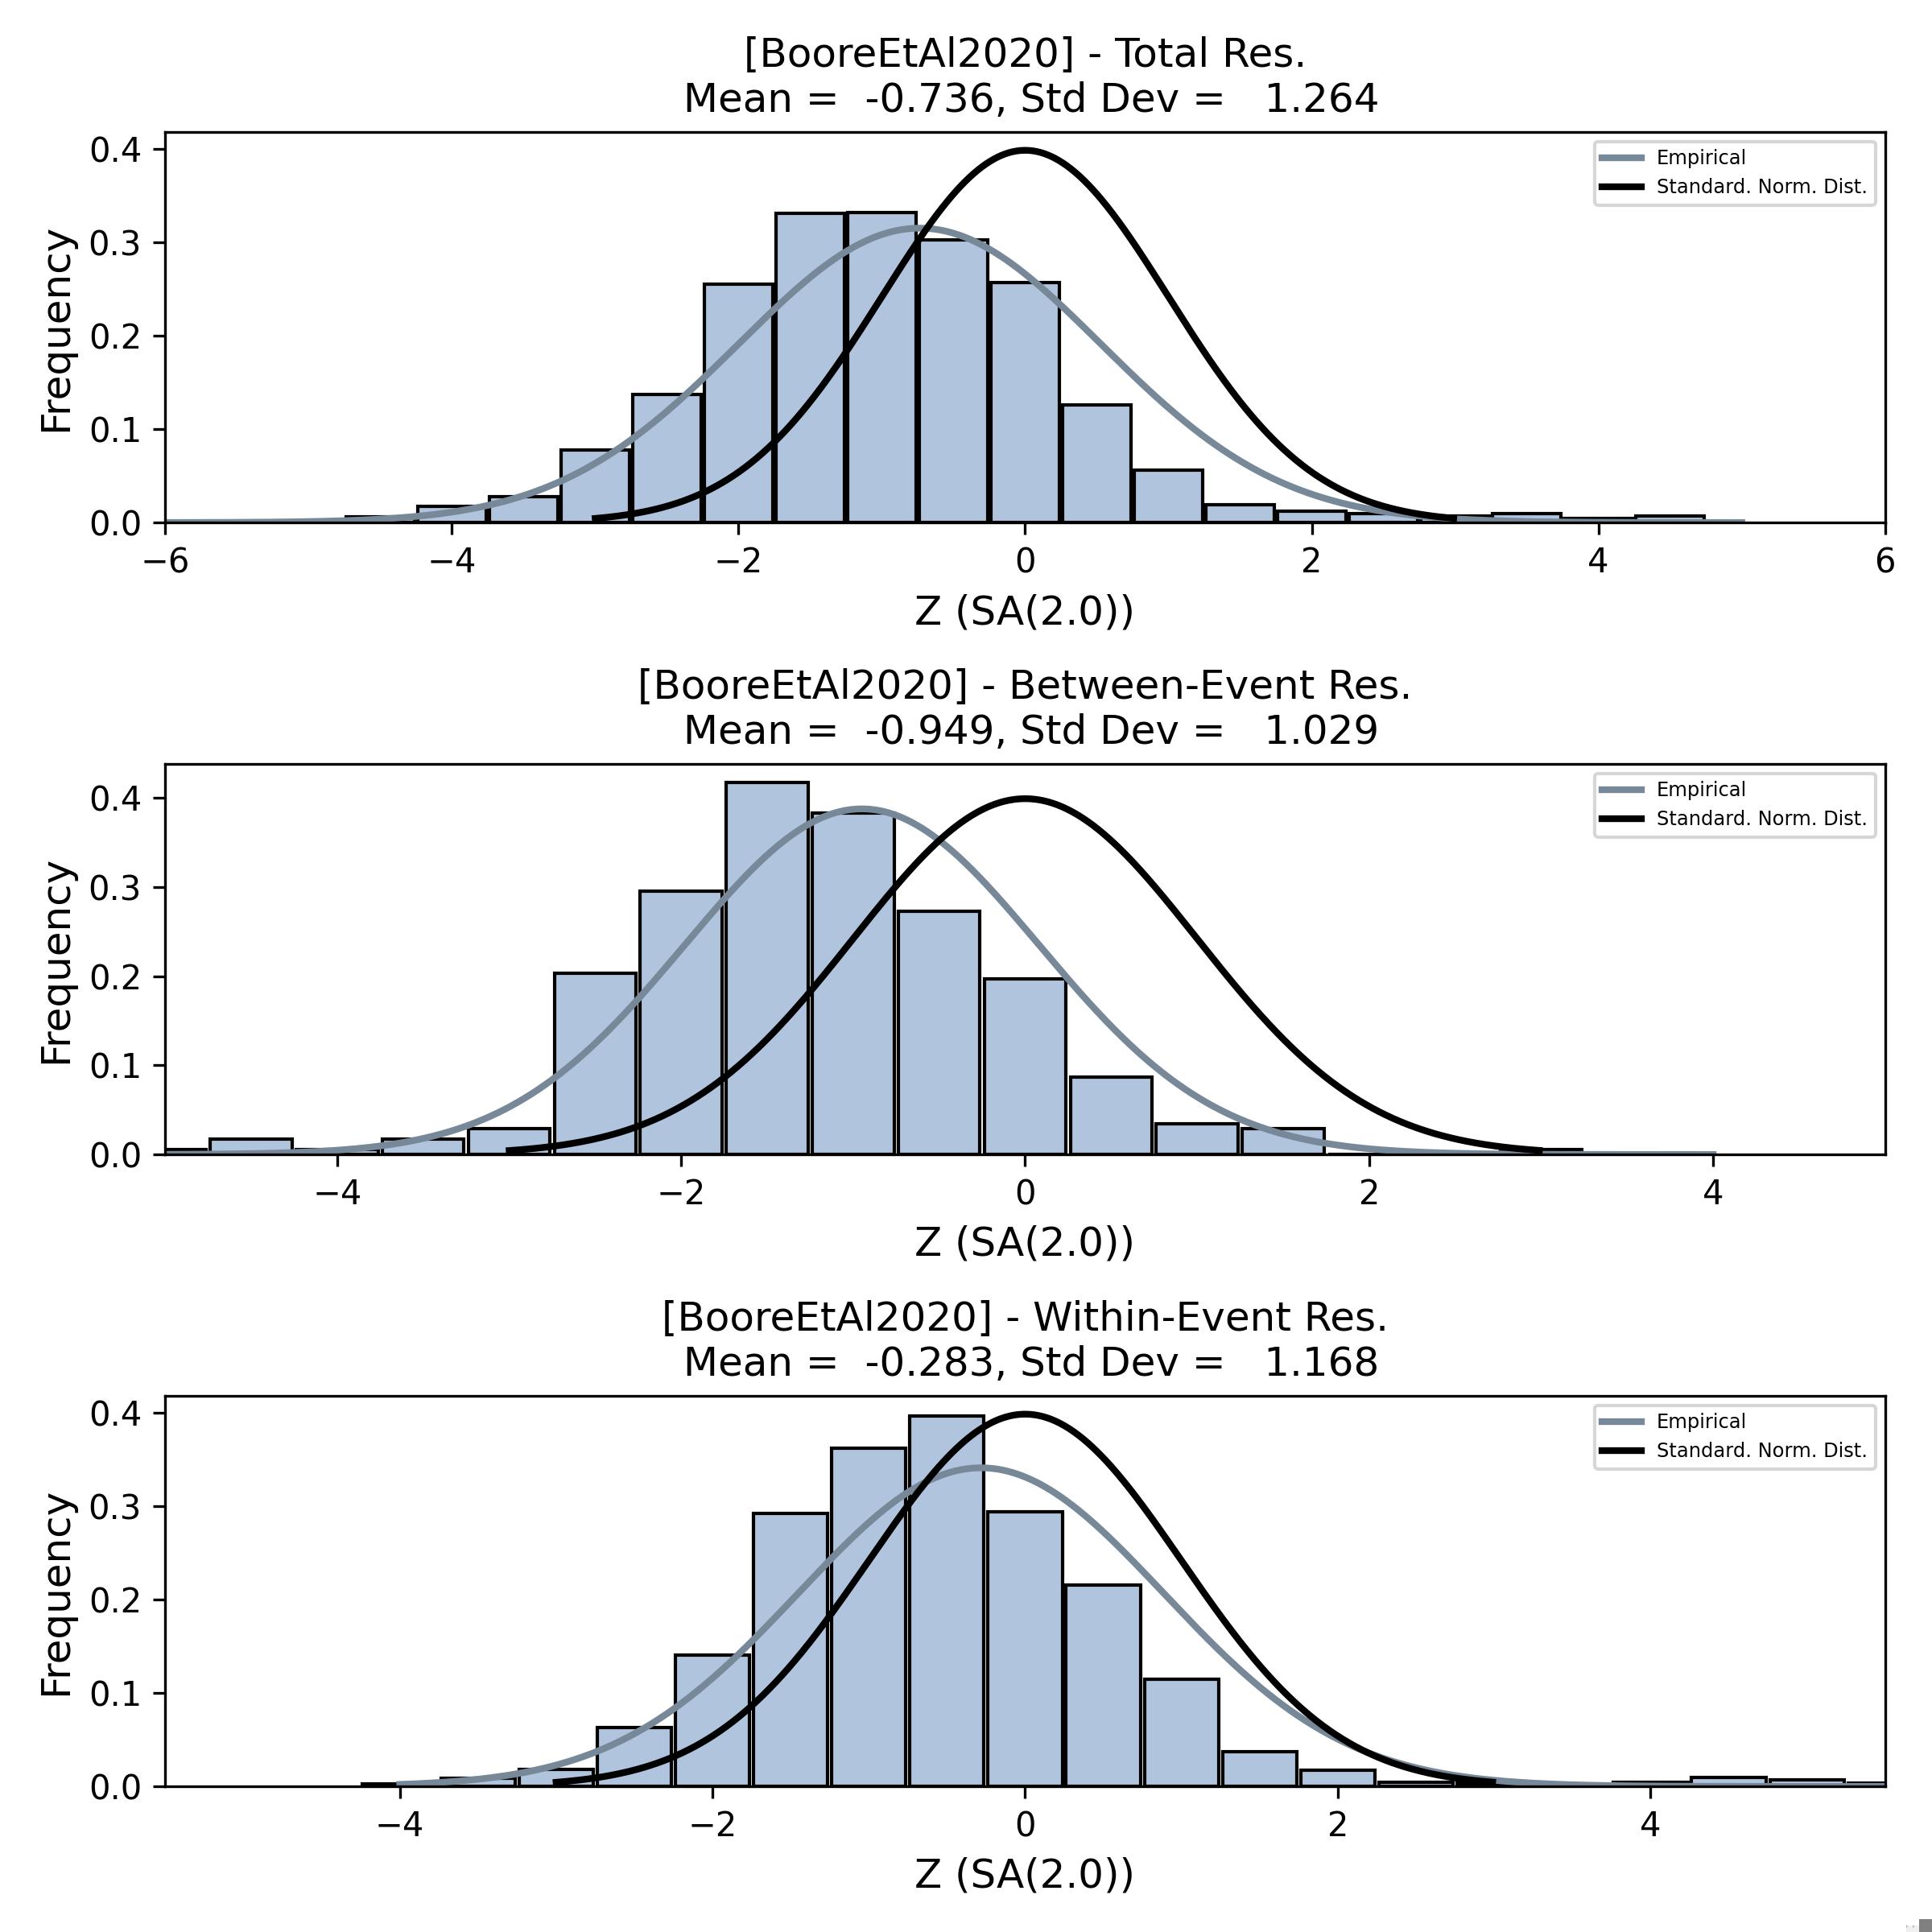 [BooreEtAl2020] - Total Res.
Mean =  -0.736, Std Dev =   1.264
Frequency
0.4
0.3
0.2
0.1
0.0
Empirical
Standard. Norm. Dist.
−6 −4 −2 0 2 4 6
Z (SA(2.0))
[BooreEtAl2020] - Between-Event Res.
Mean =  -0.949, Std Dev =   1.029
Frequency
0.4
0.3
0.2
0.1
0.0
Empirical
Standard. Norm. Dist.
−4 −2 0 2 4
Z (SA(2.0))
[BooreEtAl2020] - Within-Event Res.
Mean =  -0.283, Std Dev =   1.168
Frequency
0.4
0.3
0.2
0.1
0.0
Empirical
Standard. Norm. Dist.
−4 −2 0 2 4
Z (SA(2.0))